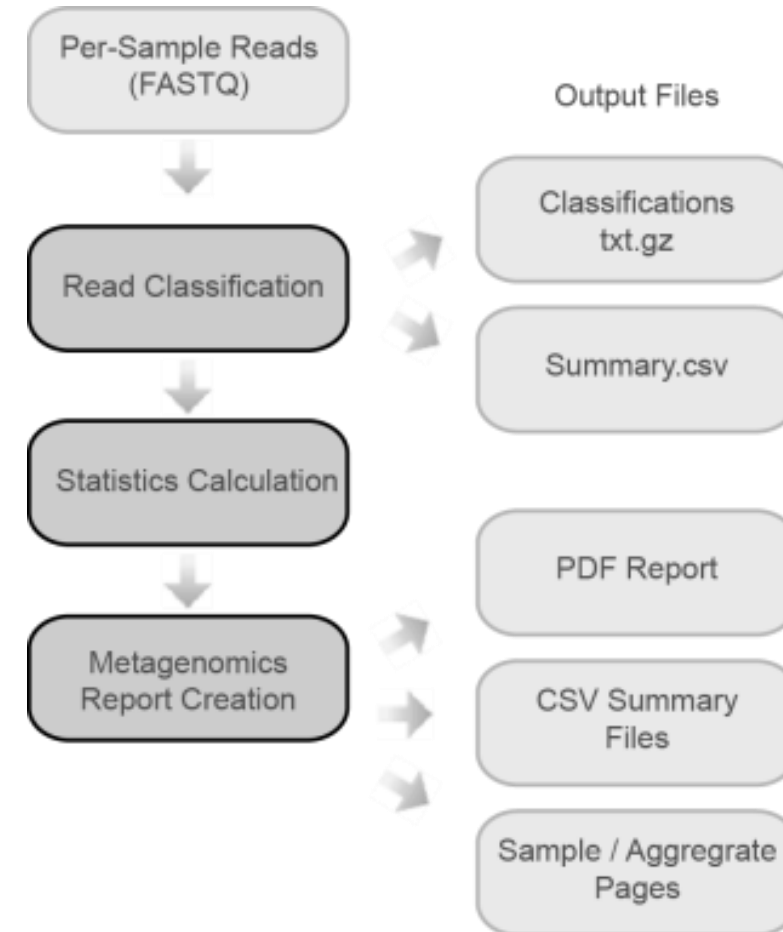 Per-Sample Reads
(FASTQ)
Output Files
Classifications
txt.gz
Read Classification
Summary.csv
Statistics Calculation
PDF Report
Metagenomics
Report Creation
CSV Summary
Files
Sample / Aggregrate
Pages